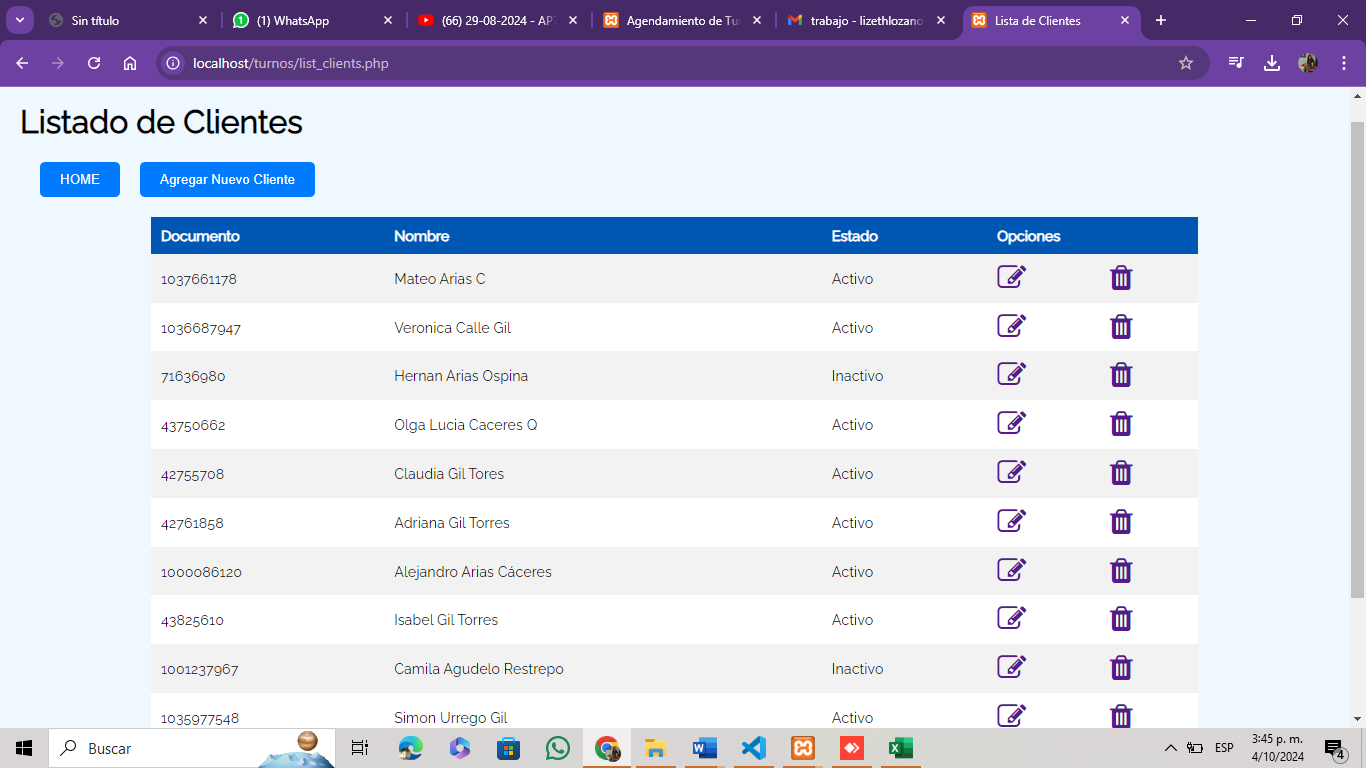 Sin título
(1) WhatsApp
(66) 29-08-2024 - AP
Agendamiento de Tu
trabajo - lizethlozano
Lista de Clientes
localhost/turnos/list_clients.php
Listado de Clientes
HOME
Agregar Nuevo Cliente
Documento Nombre Estado Opciones
1037661178 Mateo Arias C Activo
1036687947 Veronica Calle Gil Activo
71636980 Hernan Arias Ospina Inactivo
43750662 Olga Lucia Caceres Q Activo
42755708 Claudia Gil Tores Activo
42761858 Adriana Gil Torres Activo
1000086120 Alejandro Arias Cáceres Activo
43825610 Isabel Gil Torres Activo
1001237967 Camila Agudelo Restrepo Inactivo
1035977548 Simon Urrego Gil Activo
Buscar
ESP
3:45 p. m.
4/10/2024
4